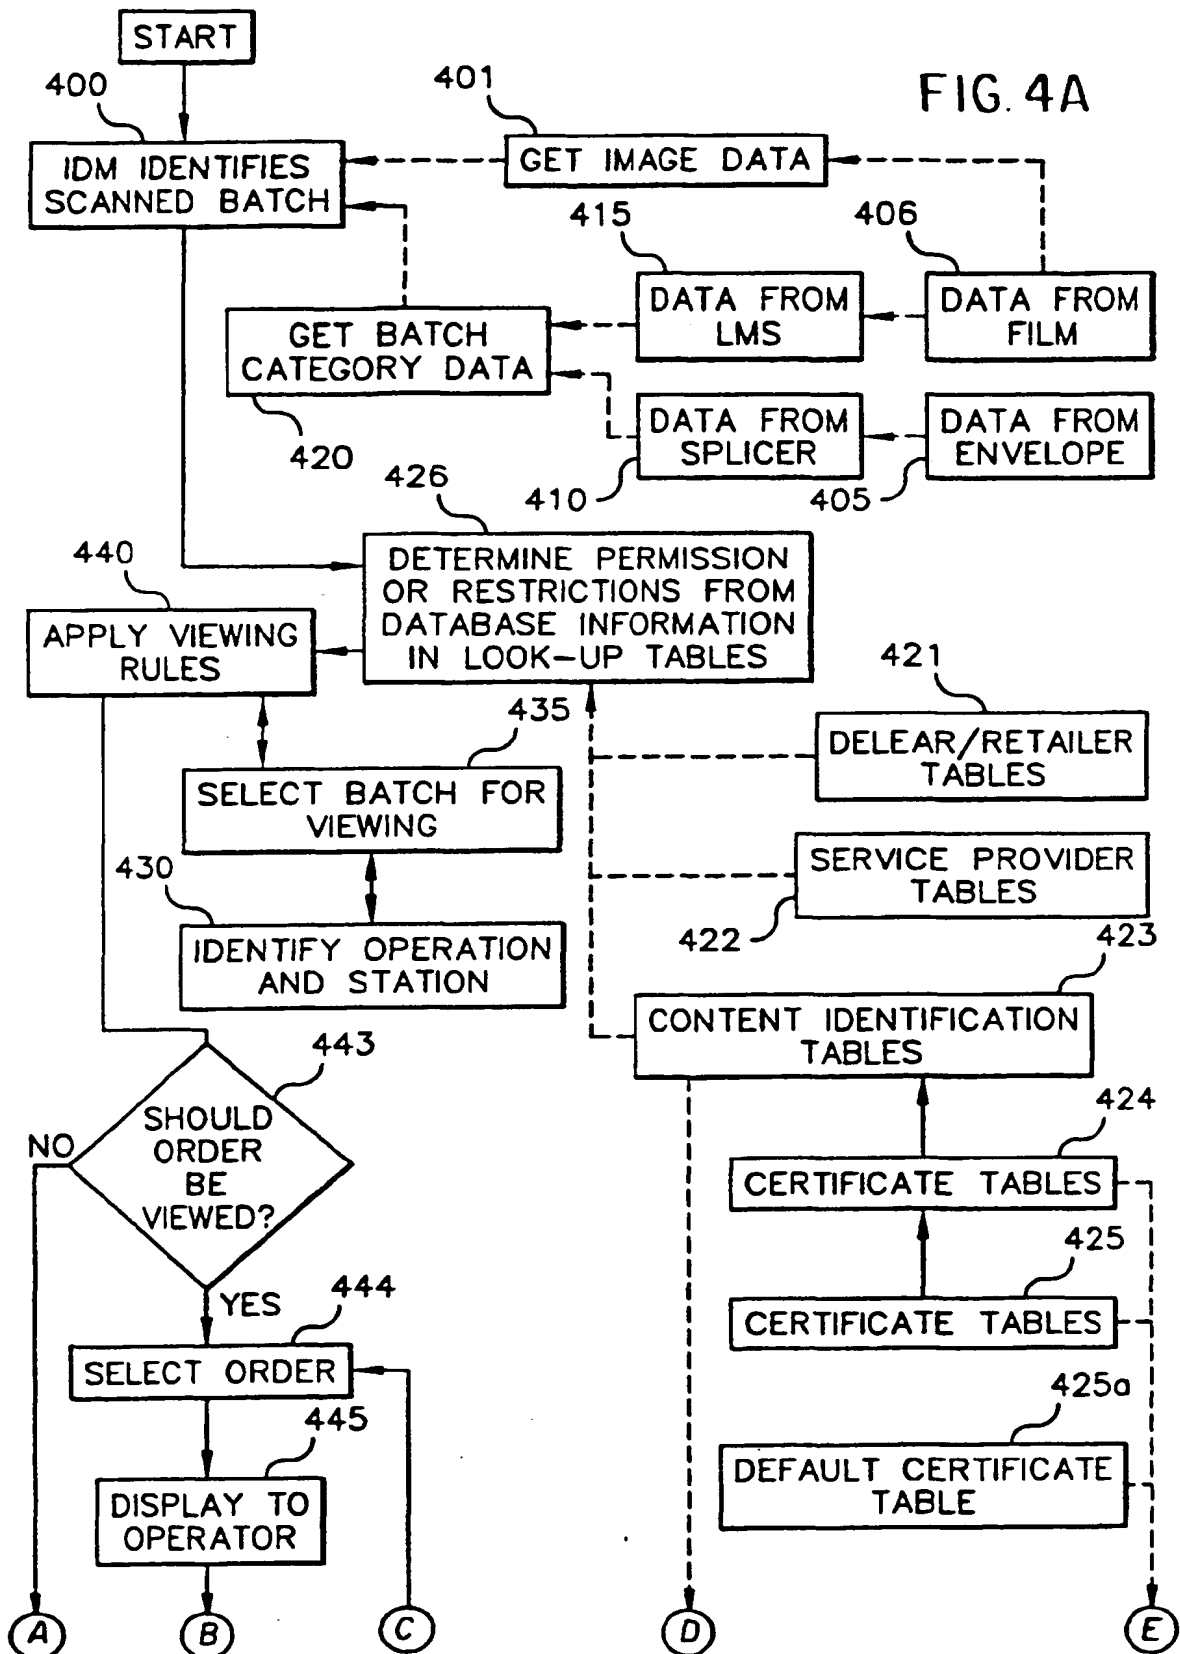 START
400
401
FIG. 4A
IDM IDENTIFIES
SCANNED BATCH
GET IMAGE DATA
415
406
DATA FROM
LMS
DATA FROM
FILM
GET BATCH
CATEGORY DATA
420
DATA FROM
SPLICER
410
DATA FROM
ENVELOPE
405
426
DETERMINE PERMISSION
OR RESTRICTIONS FROM
DATABASE INFORMATION
IN LOOK-UP TABLES
440
APPLY VIEWING
RULES
421
DELEAR/RETAILER
TABLES
435
SELECT BATCH FOR
VIEWING
SERVICE PROVIDER
TABLES
422
430
IDENTIFY OPERATION
AND STATION
423
CONTENT IDENTIFICATION
TABLES
443
SHOULD
ORDER
BE
VIEWED?
NO
YES
424
CERTIFICATE TABLES
425
CERTIFICATE TABLES
444
SELECT ORDER
425a
DEFAULT CERTIFICATE
TABLE
445
DISPLAY TO
OPERATOR
A
B
C
D
E